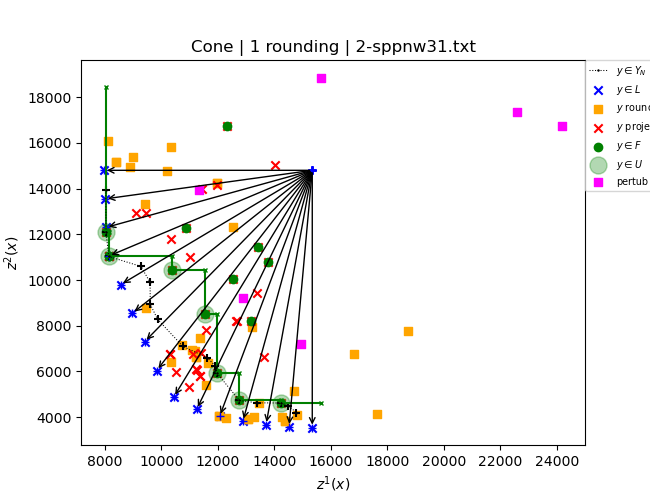 Cone | 1 rounding | 2-sppnw31.txt
z²(x)
18000
16000
14000
12000
10000
8000
6000
4000
8000 10000 12000 14000 16000 18000 20000 22000 24000
z¹(x)
y ∈ Y_N
y ∈ L
y roun
y proje
y ∈ F
y ∈ U
pertub